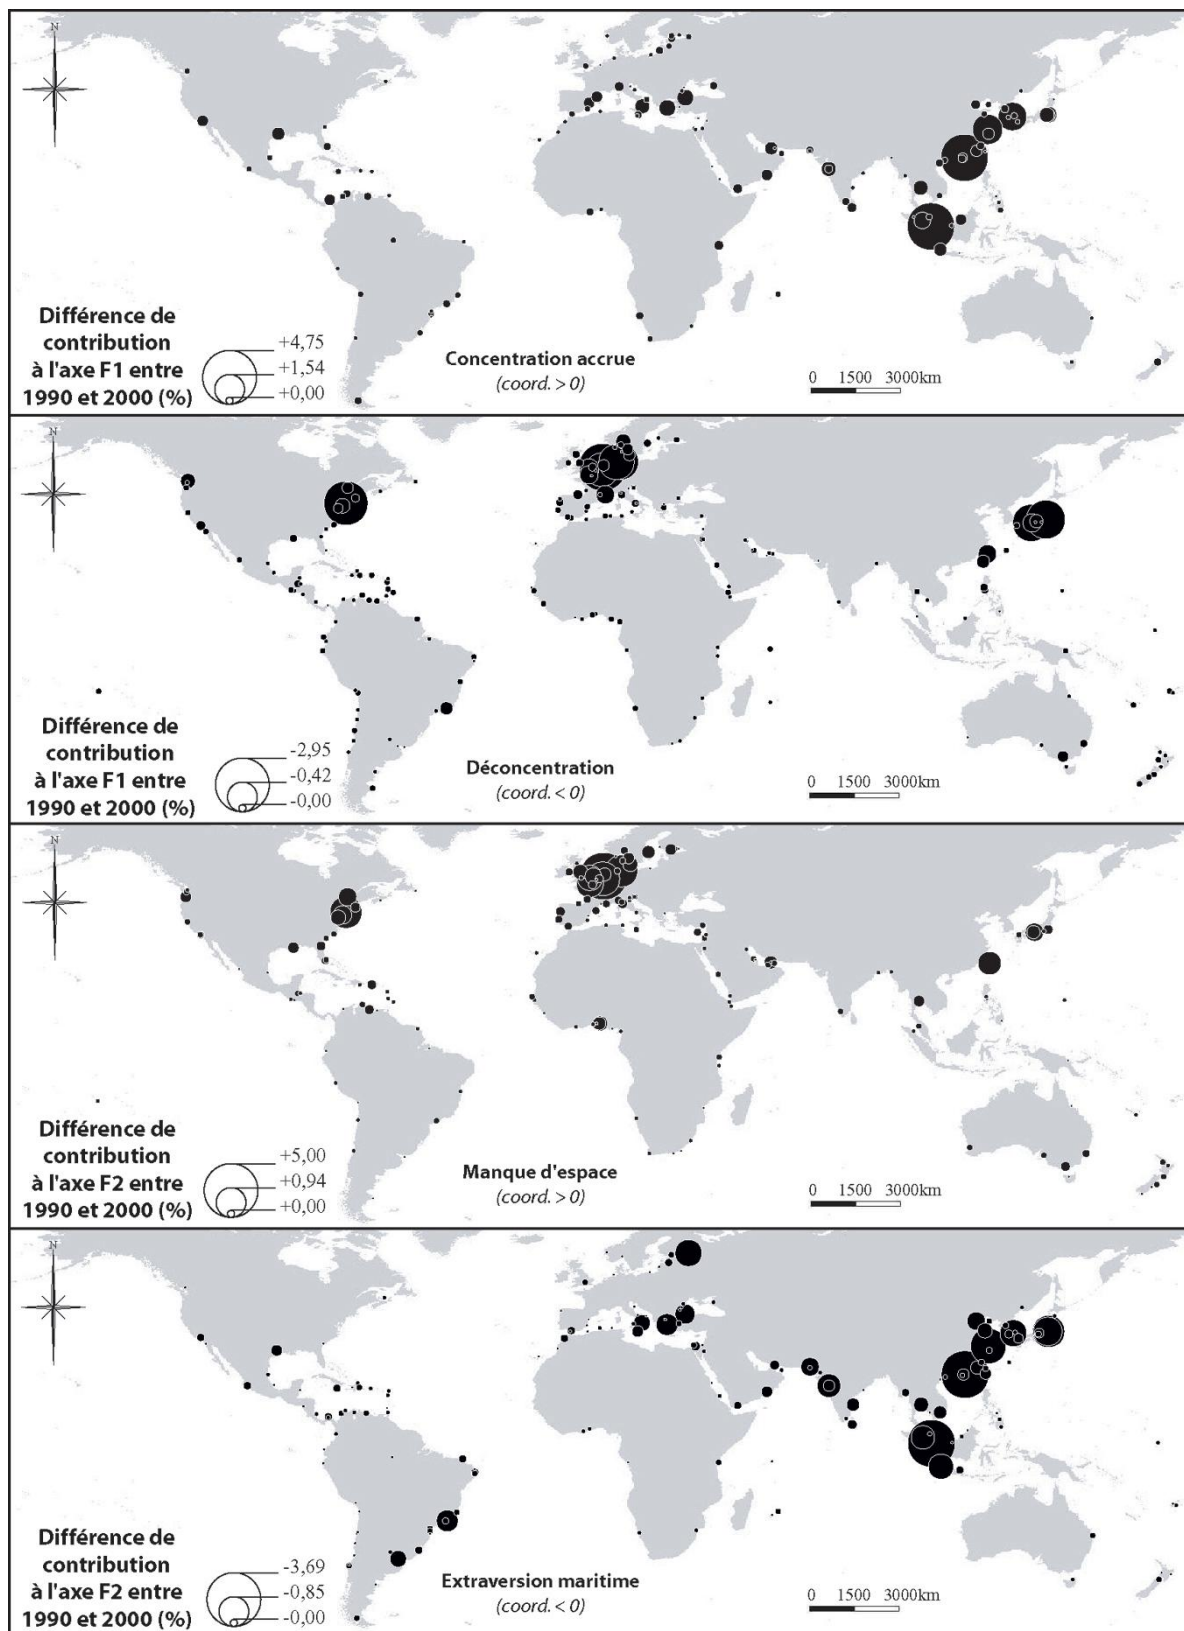 N
Différence de
contribution
à l'axe F1 entre
1990 et 2000 (%)
+4,75
+1,54
+0,00
Concentration accrue
(coord. > 0)
0 1500 3000km
N
Différence de
contribution
à l'axe F1 entre
1990 et 2000 (%)
-2,95
-0,42
-0,00
Déconcentration
(coord. < 0)
0 1500 3000km
N
Différence de
contribution
à l'axe F2 entre
1990 et 2000 (%)
+5,00
+0,94
+0,00
Manque d'espace
(coord. > 0)
0 1500 3000km
N
Différence de
contribution
à l'axe F2 entre
1990 et 2000 (%)
-3,69
-0,85
-0,00
Extraversion maritime
(coord. < 0)
0 1500 3000km